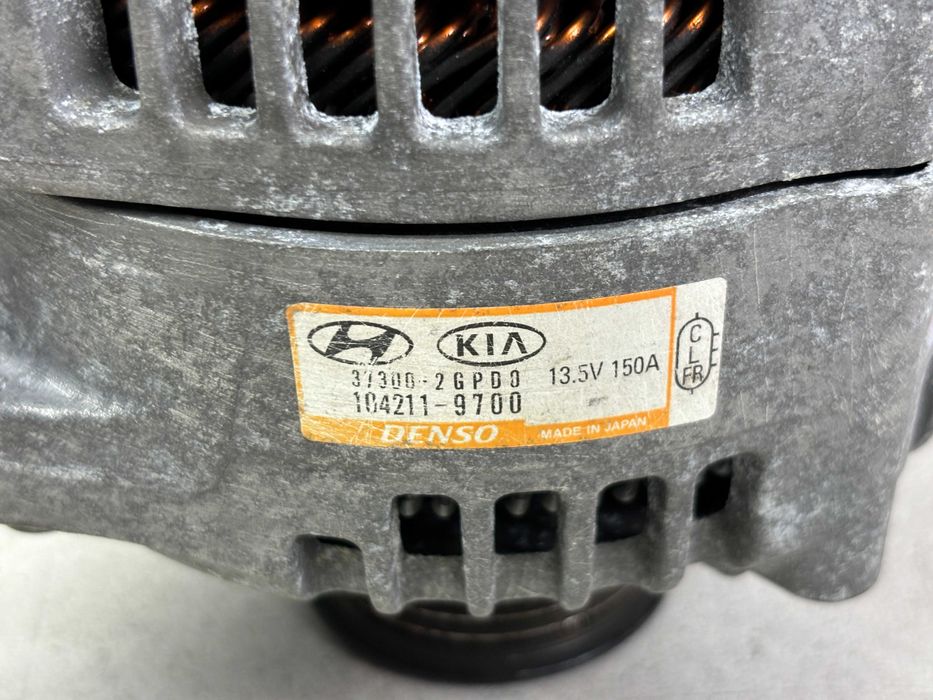 KIA
37300-2GPD0
104211-9700
13.5V 150A
DENSO
MADE IN JAPAN
C
L
FR